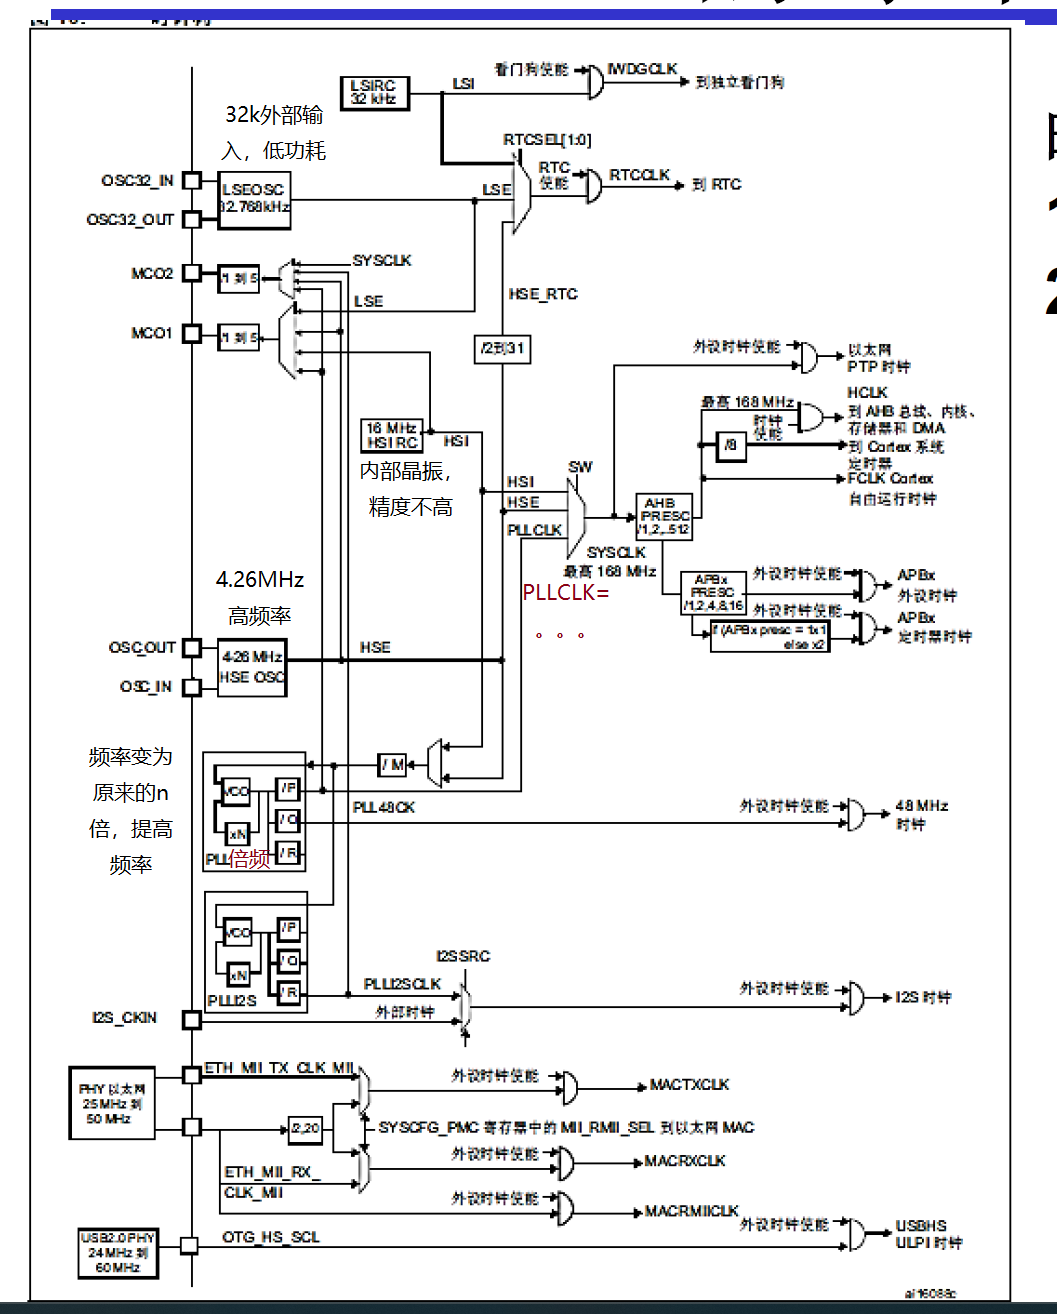 看门狗使能
IWDGCLK
到独立看门狗
LSIRC
32 kHz
LSI
32k外部输
入，低功耗
RTCSEL[1:0]
OSC32_IN
OSC32_OUT
LSEOSC
32.768kHz
LSE
RTC
使能
RTCCLK
到 RTC
MCO2
/1 到 5
SYSCLK
LSE
HSE_RTC
MCO1
/1 到 5
/2到31
外设时钟使能
以太网
PTP 时钟
16 MHz
HSI RC
HSI
内部晶振，
精度不高
最高 168 MHz
时钟
使能
HCLK
到 AHB 总线、内核、
存储器和 DMA
/8
到 Cortex 系统
定时器
FCLK Cortex
自由运行时钟
SW
HSI
HSE
PLLCLK
SYSCLK
最高 168 MHz
AHB
PRESC
/1,2,..512
PLLCLK=
。。。
APBx
PRESC
/1,2,4,8,16
外设时钟使能
APBx
外设时钟
外设时钟使能
APBx
定时器时钟
if (APBx presc = 1x1
else x2
4.26MHz
高频率
OSC_OUT
OSC_IN
4-26 MHz
HSE OSC
HSE
频率变为
原来的n
倍，提高
频率
/ M
VCO
xN
/ P
/ Q
/ R
PLL
倍频
PLL48CK
外设时钟使能
48 MHz
时钟
VCO
xN
/ P
/ Q
/ R
PLLI2S
I2SSRC
PLLI2SCLK
外部时钟
I2S_CKIN
外设时钟使能
I2S 时钟
PHY 以太网
25 MHz 到
50 MHz
ETH_MII_TX_CLK_MII
外设时钟使能
MACTXCLK
/2,20
SYSCFG_PMC 寄存器中的 MII_RMII_SEL 到以太网 MAC
ETH_MII_RX_
CLK_MII
外设时钟使能
MACRXCLK
外设时钟使能
MACRMIICLK
USB2.0 PHY
24 MHz 到
60 MHz
OTG_HS_SCL
外设时钟使能
USBHS
ULPI 时钟
ai16088c